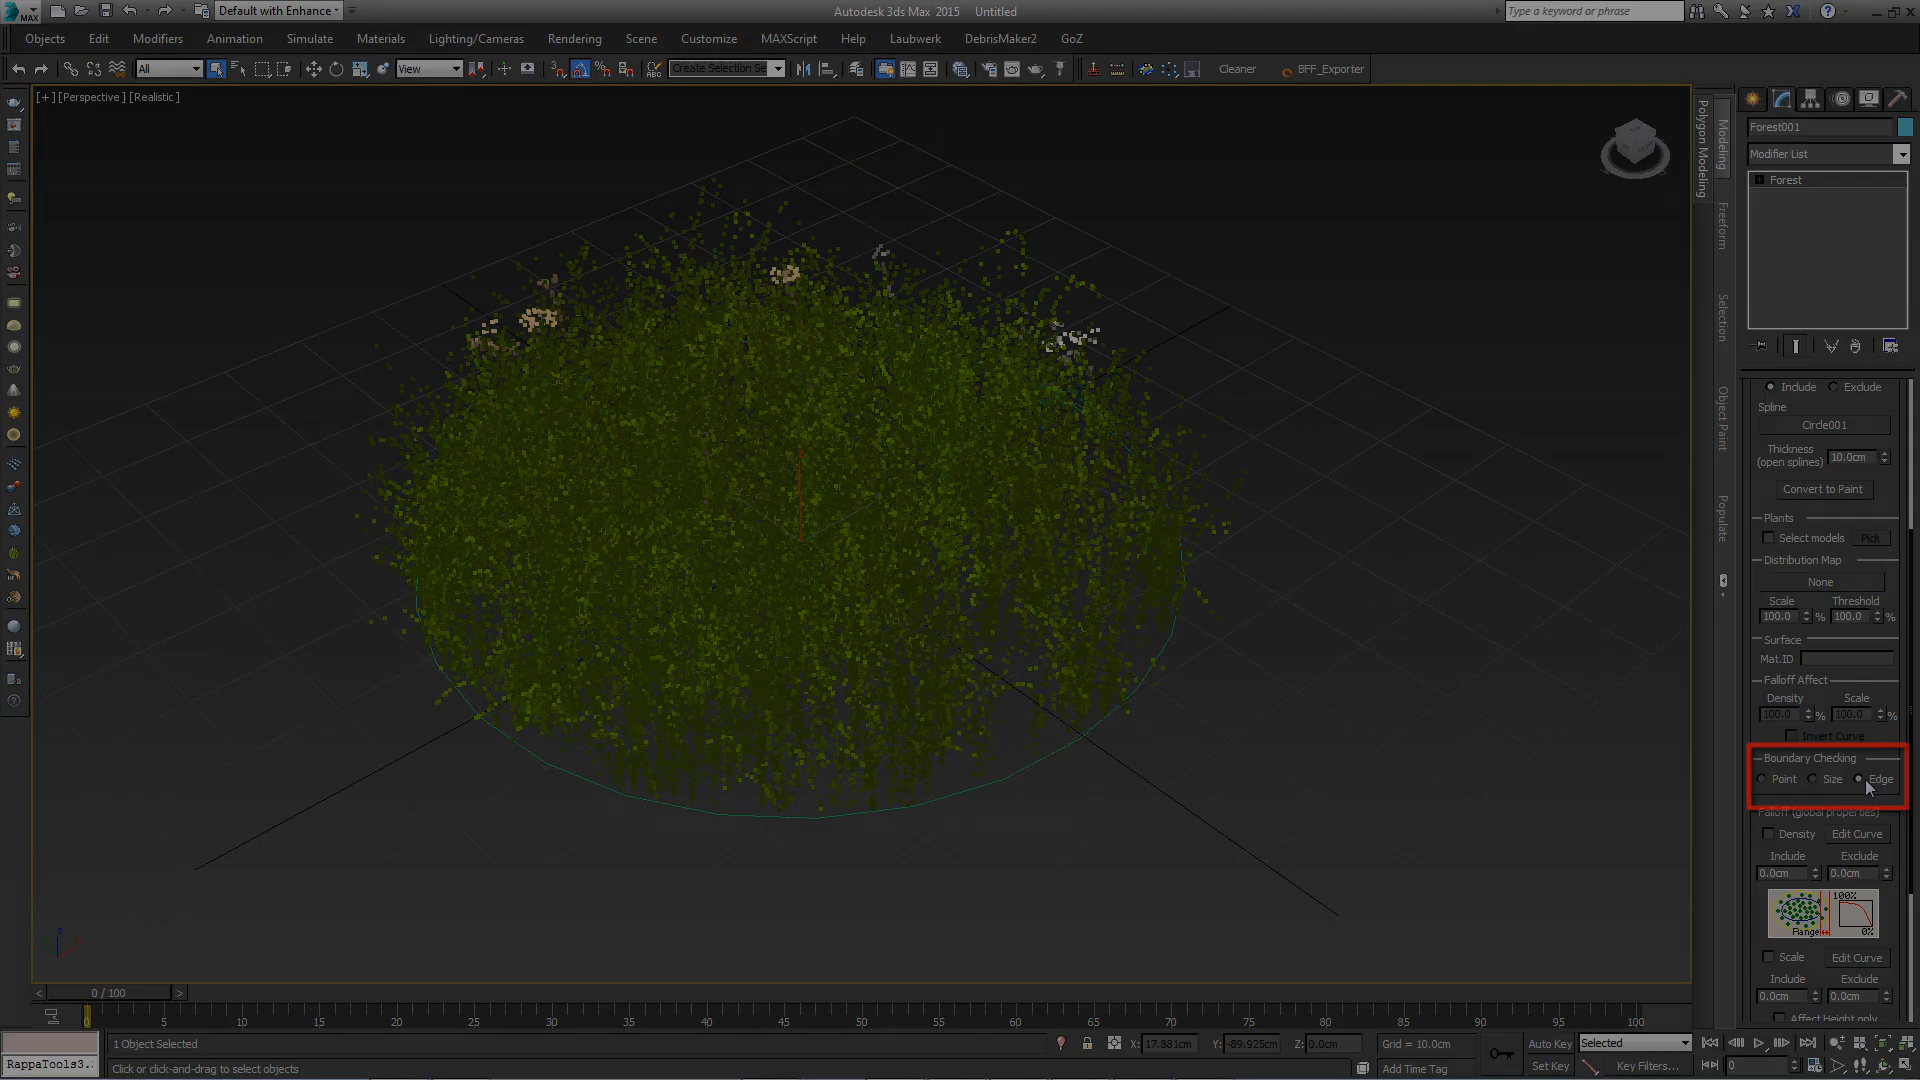 MAX
Default with Enhance
Autodesk 3ds Max 2015 Untitled
Type a keyword or phrase
Objects Edit Modifiers Animation Simulate Materials Lighting/Cameras Rendering Scene Customize MAXScript Help Laubwerk DebrisMaker2 GoZ
All View Create Selection Se Cleaner BFF_Exporter
[+] [Perspective] [Realistic]
Polygon Modeling
Modeling
Freeform
Selection
Object Paint
Populate
Forest001
Modifier List
Forest
Include Exclude
Spline
Circle001
Thickness
(open splines) 10.0cm
Convert to Paint
Plants
Select models Pick
Distribution Map
None
Scale Threshold
100.0 % 100.0 %
Surface
Mat.ID
Falloff Affect
Density Scale
100.0 % 100.0 %
Invert Curve
Boundary Checking
Point Size Edge
Falloff (global properties)
Density Edit Curve
Include Exclude
0.0cm 0.0cm
100%
Range 0%
Scale Edit Curve
Include Exclude
0.0cm 0.0cm
Affect Height only
< 0 / 100 >
0 5 10 15 20 25 30 35 40 45 50 55 60 65 70 75 80 85 90 95 100
1 Object Selected X: 17.881cm Y: -89.925cm Z: 0.0cm Grid = 10.0cm Auto Key Selected
RappaTools3. Click or click-and-drag to select objects Add Time Tag Set Key Key Filters... 0